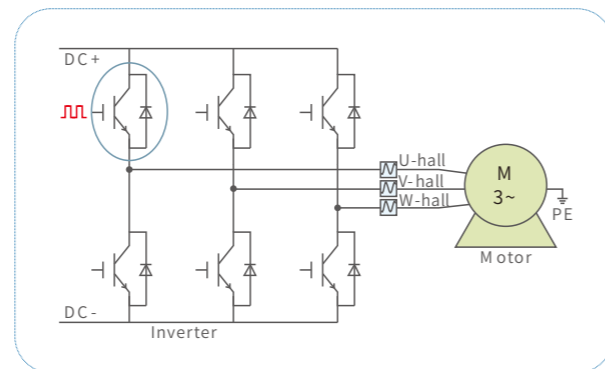 DC+
U-hall
V-hall
W-hall
M
3~
PE
Motor
DC-
Inverter